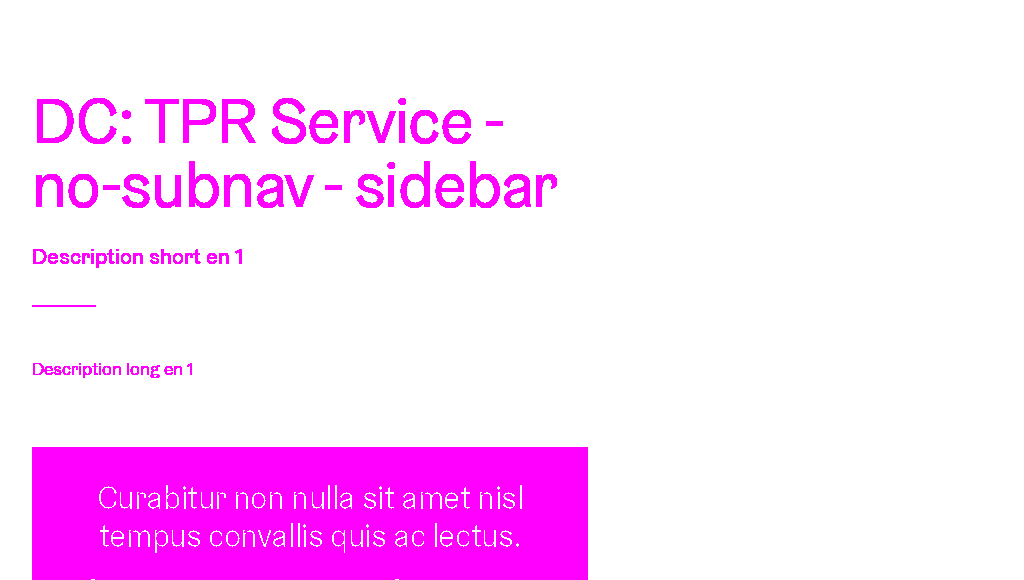 DC: TPR Service -
no-subnav - sidebar
Description short en 1
Description long en 1
Curabitur non nulla sit amet nisl
tempus convallis quis ac lectus.